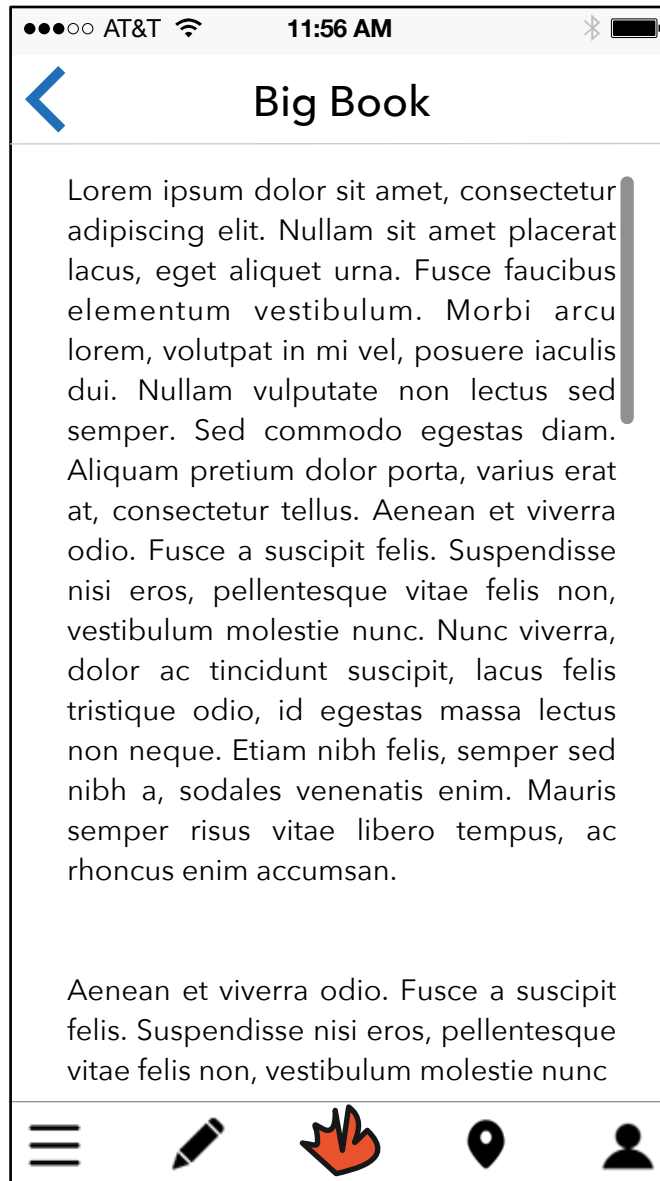 AT&T 11:56 AM
Big Book
Lorem ipsum dolor sit amet, consectetur
adipiscing elit. Nullam sit amet placerat
lacus, eget aliquet urna. Fusce faucibus
elementum vestibulum. Morbi arcu
lorem, volutpat in mi vel, posuere iaculis
dui. Nullam vulputate non lectus sed
semper. Sed commodo egestas diam.
Aliquam pretium dolor porta, varius erat
at, consectetur tellus. Aenean et viverra
odio. Fusce a suscipit felis. Suspendisse
nisi eros, pellentesque vitae felis non,
vestibulum molestie nunc. Nunc viverra,
dolor ac tincidunt suscipit, lacus felis
tristique odio, id egestas massa lectus
non neque. Etiam nibh felis, semper sed
nibh a, sodales venenatis enim. Mauris
semper risus vitae libero tempus, ac
rhoncus enim accumsan.
Aenean et viverra odio. Fusce a suscipit
felis. Suspendisse nisi eros, pellentesque
vitae felis non, vestibulum molestie nunc